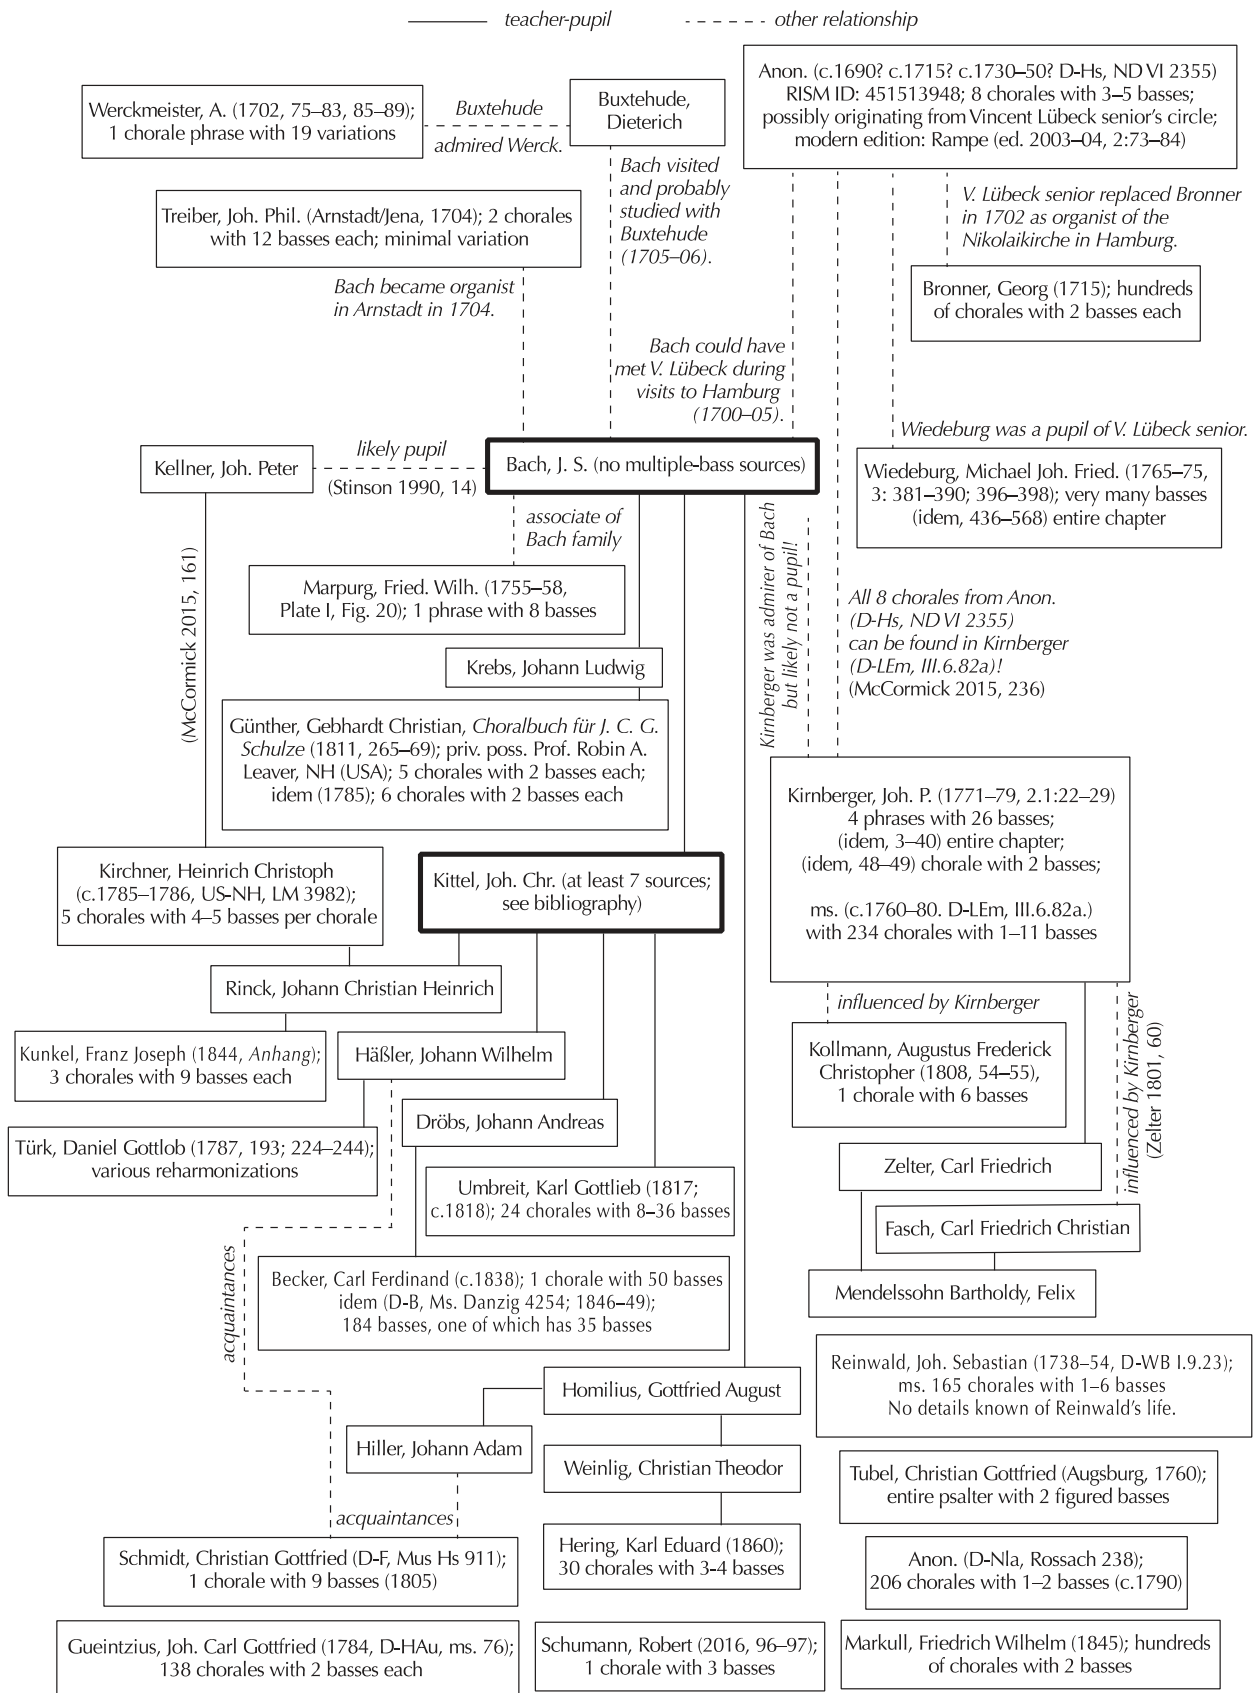 teacher-pupil
other relationship
Werckmeister, A. (1702, 75–83, 85–89);
1 chorale phrase with 19 variations
Buxtehude
admired Werck.
Buxtehude,
Dieterich
Anon. (c.1690? c.1715? c.1730–50? D-Hs, ND VI 2355)
RISM ID: 451513948; 8 chorales with 3–5 basses;
possibly originating from Vincent Lübeck senior's circle;
modern edition: Rampe (ed. 2003–04, 2:73–84)
Bach visited
and probably
studied with
Buxtehude
(1705–06).
Treiber, Joh. Phil. (Arnstadt/Jena, 1704); 2 chorales
with 12 basses each; minimal variation
V. Lübeck senior replaced Bronner
in 1702 as organist of the
Nikolaikirche in Hamburg.
Bach became organist
in Arnstadt in 1704.
Bronner, Georg (1715); hundreds
of chorales with 2 basses each
Bach could have
met V. Lübeck during
visits to Hamburg
(1700–05).
Wiedeburg was a pupil of V. Lübeck senior.
Kellner, Joh. Peter
likely pupil
(Stinson 1990, 14)
Bach, J. S. (no multiple-bass sources)
Wiedeburg, Michael Joh. Fried. (1765–75,
3: 381–390; 396–398); very many basses
(idem, 436–568) entire chapter
associate of
Bach family
(McCormick 2015, 161)
Marpurg, Fried. Wilh. (1755–58,
Plate I, Fig. 20); 1 phrase with 8 basses
Kirnberger was admirer of Bach
but likely not a pupil!
All 8 chorales from Anon.
(D-Hs, ND VI 2355)
can be found in Kirnberger
(D-LEm, III.6.82a)!
(McCormick 2015, 236)
Krebs, Johann Ludwig
Günther, Gebhardt Christian, Choralbuch für J. C. G.
Schulze (1811, 265–69); priv. poss. Prof. Robin A.
Leaver, NH (USA); 5 chorales with 2 basses each;
idem (1785); 6 chorales with 2 basses each
Kirnberger, Joh. P. (1771–79, 2.1:22–29)
4 phrases with 26 basses;
(idem, 3–40) entire chapter;
(idem, 48–49) chorale with 2 basses;
ms. (c.1760–80. D-LEm, III.6.82a.)
with 234 chorales with 1–11 basses
Kirchner, Heinrich Christoph
(c.1785–1786, US-NH, LM 3982);
5 chorales with 4–5 basses per chorale
Kittel, Joh. Chr. (at least 7 sources;
see bibliography)
Rinck, Johann Christian Heinrich
influenced by Kirnberger
influenced by Kirnberger
(Zelter 1801, 60)
Kunkel, Franz Joseph (1844, Anhang);
3 chorales with 9 basses each
Häßler, Johann Wilhelm
Kollmann, Augustus Frederick
Christopher (1808, 54–55),
1 chorale with 6 basses
Dröbs, Johann Andreas
Türk, Daniel Gottlob (1787, 193; 224–244);
various reharmonizations
Zelter, Carl Friedrich
Umbreit, Karl Gottlieb (1817;
c.1818); 24 chorales with 8–36 basses
Fasch, Carl Friedrich Christian
acquaintances
Becker, Carl Ferdinand (c.1838); 1 chorale with 50 basses
idem (D-B, Ms. Danzig 4254; 1846–49);
184 basses, one of which has 35 basses
Mendelssohn Bartholdy, Felix
Reinwald, Joh. Sebastian (1738–54, D-WB I.9.23);
ms. 165 chorales with 1–6 basses
No details known of Reinwald's life.
Homilius, Gottfried August
Hiller, Johann Adam
Weinlig, Christian Theodor
Tubel, Christian Gottfried (Augsburg, 1760);
entire psalter with 2 figured basses
acquaintances
Schmidt, Christian Gottfried (D-F, Mus Hs 911);
1 chorale with 9 basses (1805)
Hering, Karl Eduard (1860);
30 chorales with 3-4 basses
Anon. (D-Nla, Rossach 238);
206 chorales with 1–2 basses (c.1790)
Gueintzius, Joh. Carl Gottfried (1784, D-HAu, ms. 76);
138 chorales with 2 basses each
Schumann, Robert (2016, 96–97);
1 chorale with 3 basses
Markull, Friedrich Wilhelm (1845); hundreds
of chorales with 2 basses